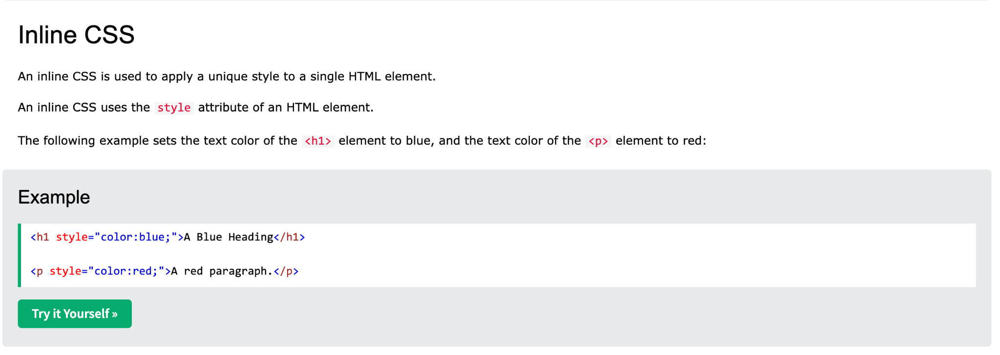 Inline CSS
An inline CSS is used to apply a unique style to a single HTML element.
An inline CSS uses the style attribute of an HTML element.
The following example sets the text color of the <h1> element to blue, and the text color of the <p> element to red:
Example
<h1 style="color:blue;">A Blue Heading</h1>
<p style="color:red;">A red paragraph.</p>
Try it Yourself »